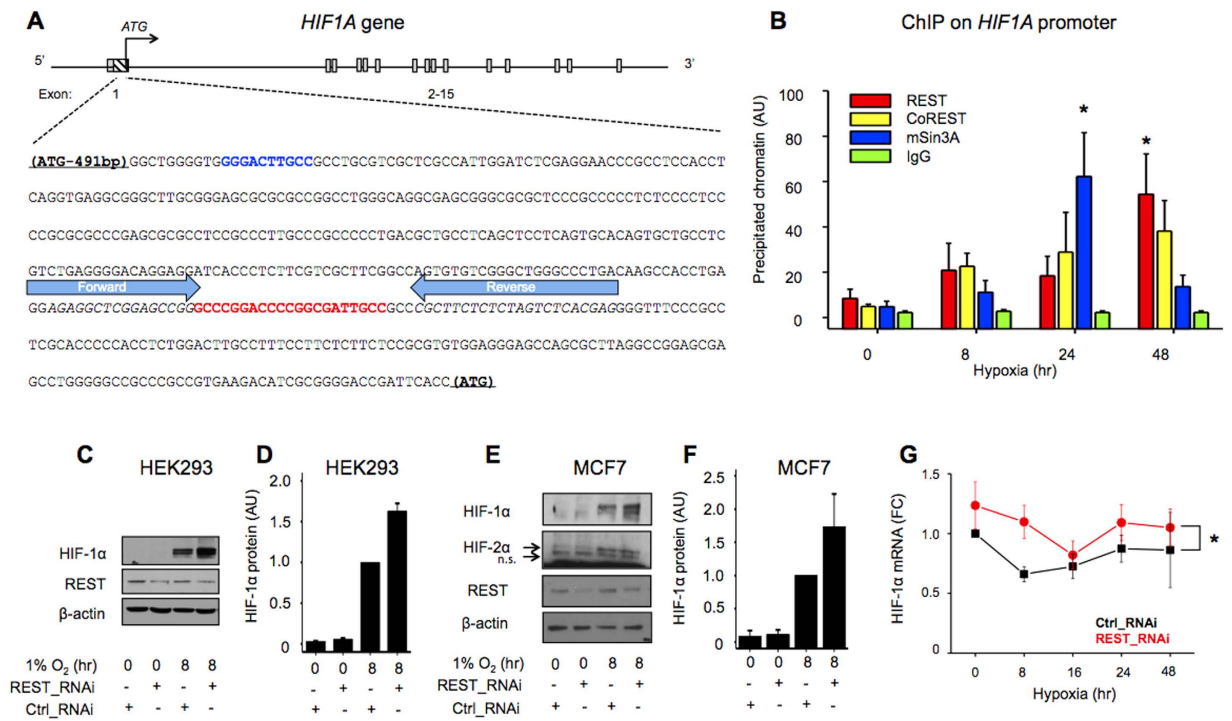 A
HIF1A gene
ATG
5'
3'
Exon:
1
2-15
(ATG-491bp)GGCTGGGGTGGGGACTTGCCGCCTGCGTCGCTCGCCATTGGATCTCGAGGAACCCGCCTCCACCT
CAGGTGAGGCGGGCTTGCGGGAGCGCGCGCCGGCCTGGGCAGGCGAGCGGGCGCGCTCCCGCCCCCTCTCCCCTCC
CCGCGCGCCCGAGCGCGCCTCCGCCCTTGCCCGCCCCCTGACGCTGCCTCAGCTCCTCAGTGCACAGTGCTGCCTC
GTCTGAGGGGACAGGAGGATCACCCTCTTCGTCGCTTCGGCCAGTGTGTCGGGCTGGGCCCTGACAAGCCACCTGA
Forward
Reverse
GGAGAGGCTCGGAGCCGGGCCCGGACCCCGGCGATTGCCGCCCGCTTCTCTCTAGTCTCACGAGGGGTTTCCCGCC
TCGCACCCCCACCTCTGGACTTGCCTTTCCTTCTCTTCTCCGCGTGTGGAGGGAGCCAGCGCTTAGGCCGGAGCGA
GCCTGGGGGCCGCCCGCCGTGAAGACATCGCGGGGACCGATTCACC(ATG)
B
ChIP on HIF1A promoter
Precipitated chromatin (AU)
100
80
60
40
20
0
REST
CoREST
mSin3A
IgG
*
*
0
8
24
48
Hypoxia (hr)
C
HEK293
HIF-1α
REST
β-actin
1% O2 (hr) 0 0 8 8
REST_RNAi - + - +
Ctrl_RNAi + - + -
D
HEK293
HIF-1α protein (AU)
2.0
1.5
1.0
0.5
0
0 0 8 8
- + - +
+ - + -
E
MCF7
HIF-1α
HIF-2α
n.s.
REST
β-actin
1% O2 (hr) 0 0 8 8
REST_RNAi - + - +
Ctrl_RNAi + - + -
F
MCF7
HIF-1α protein (AU)
2.5
2.0
1.5
1.0
0.5
0
0 0 8 8
- + - +
+ - + -
G
HIF-1α mRNA (FC)
1.5
1.0
0.5
0
*
Ctrl_RNAi
REST_RNAi
0
8
16
24
48
Hypoxia (hr)